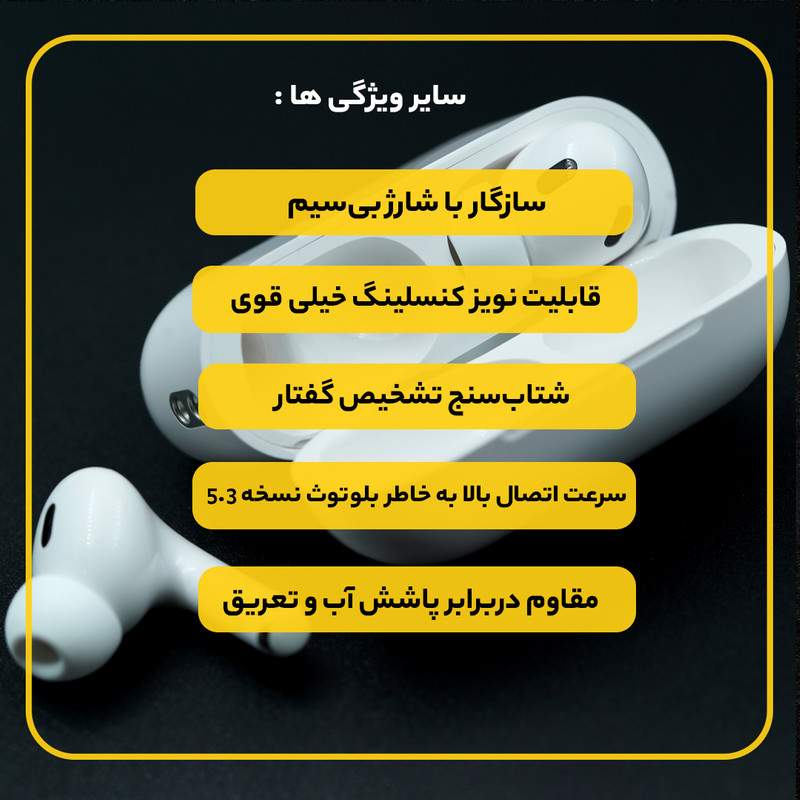 سایر ویژگی ها :
سازگار با شارژ بی‌سیم
قابلیت نویز کنسلینگ خیلی قوی
شتاب‌سنج تشخیص گفتار
سرعت اتصال بالا به خاطر بلوتوث نسخه 5.3
مقاوم دربرابر پاشش آب و تعریق